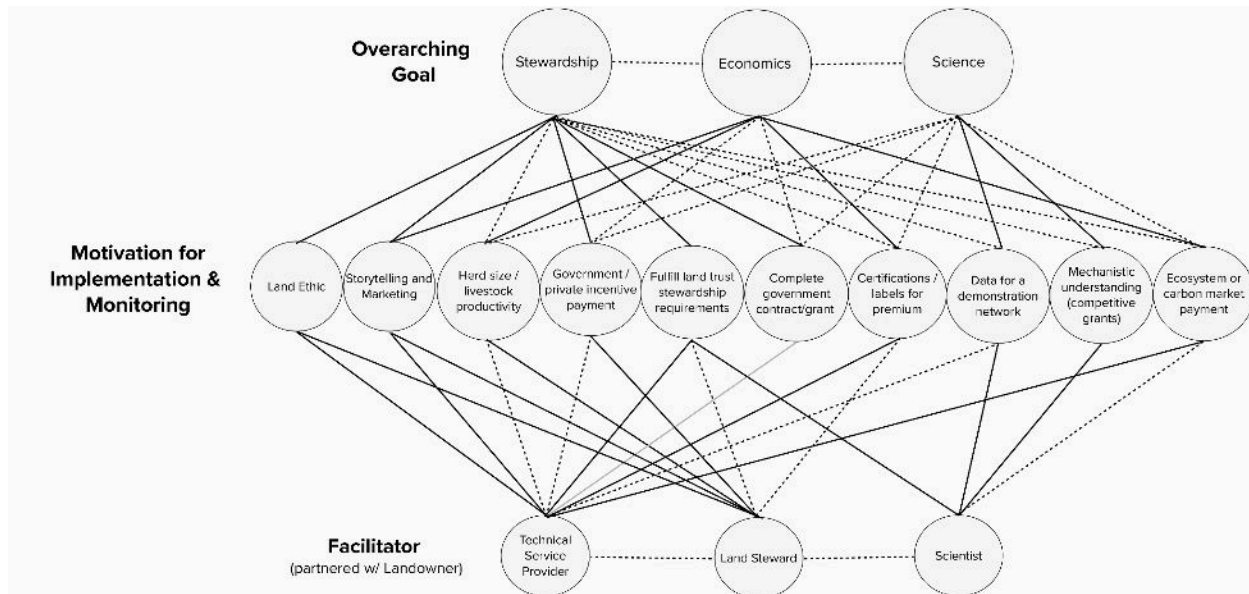 Overarching
Goal
Stewardship
Economics
Science
Motivation for
Implementation &
Monitoring
Land Ethic
Storytelling and
Marketing
Herd size /
livestock
productivity
Government /
private incentive
payment
Fulfill land trust
stewardship
requirements
Complete
government
contract/grant
Certifications /
labels for
premium
Data for a
demonstration
network
Mechanistic
understanding
(competitive
grants)
Ecosystem or
carbon market
payment
Facilitator
(partnered w/ Landowner)
Technical
Service
Provider
Land Steward
Scientist